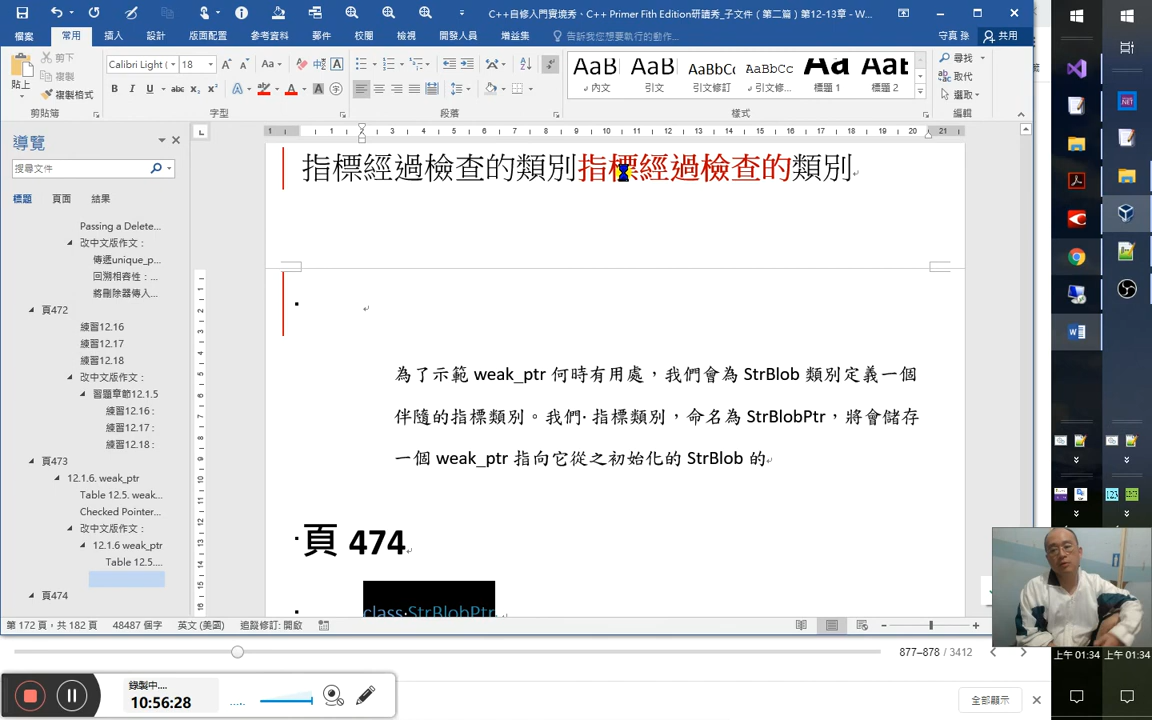 C++自修入門實境秀、C++ Primer Fith Edition研讀秀_子文件（第二篇）第12-13章 - W...
檔案 常用 插入 設計 版面配置 參考資料 郵件 校閱 檢視 開發人員 增益集 告訴我您想要執行的動作...
守真 孫 共用
貼上 剪下
複製
複製格式
Calibri Light ( 18
AaB AaB AaBbC AaBbCc AaB AaB
內文 引文 引文修訂 引文修... 標題 1 標題 2
尋找
取代
選取
剪貼簿 字型 段落 樣式 編輯
導覽
搜尋文件
標題 頁面 結果
Passing a Delete...
改中文版作文：
傳遞unique_p...
回溯相容性：...
將刪除器傳入...
頁472
練習12.16
練習12.17
練習12.18
改中文版作文：
習題章節12.1.5
練習12.16 :
練習12.17 :
練習12.18 :
頁473
12.1.6. weak_ptr
Table 12.5. weak...
Checked Pointer...
改中文版作文：
12.1.6 weak_ptr
Table 12.5....
頁474
指標經過檢查的類別指標經過檢查的類別
為了示範 weak_ptr 何時有用處，我們會為 StrBlob 類別定義一個
伴隨的指標類別。我們 指標類別，命名為 StrBlobPtr，將會儲存
一個 weak_ptr 指向它從之初始化的 StrBlob 的
頁 474
class StrBlobPtr
第 172 頁，共 182 頁 48487 個字 英文 (美國) 追蹤修訂: 開啟
877–878 / 3412
錄製中....
10:56:28
全部顯示
上午 01:34 上午 01:34